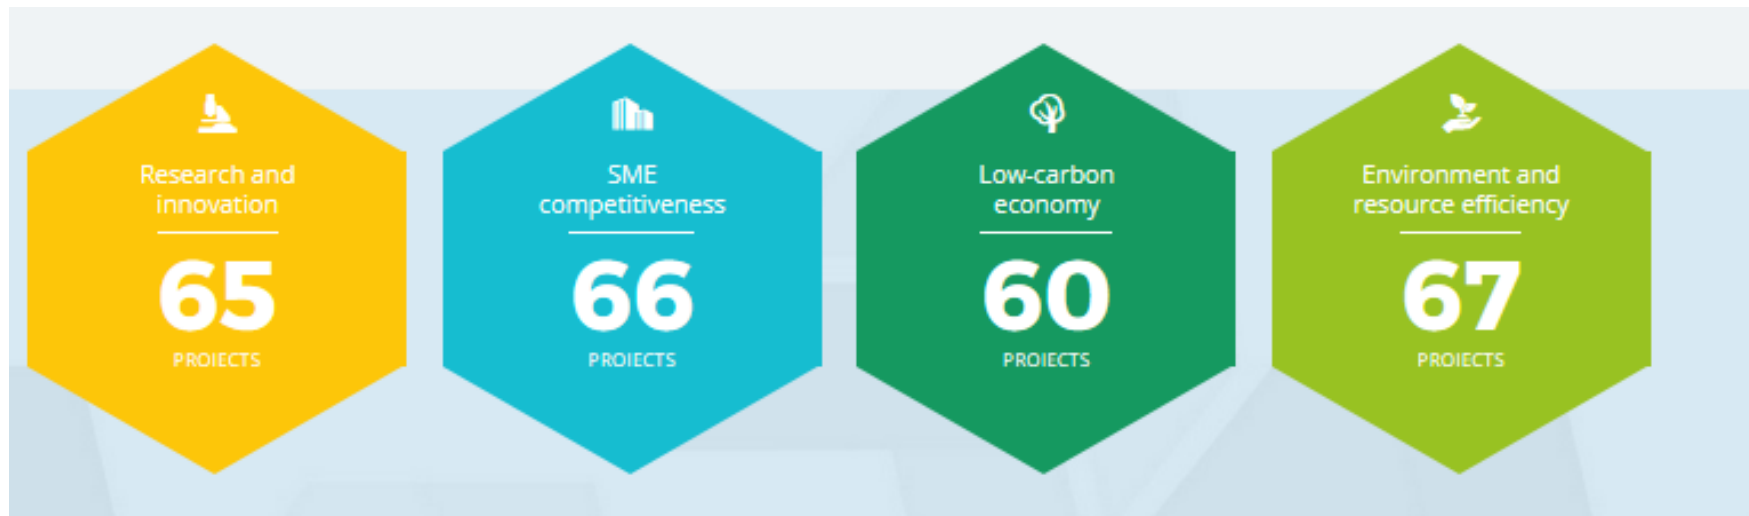 Research and
innovation
65
PROJECTS
SME
competitiveness
66
PROJECTS
Low-carbon
economy
60
PROJECTS
Environment and
resource efficiency
67
PROJECTS